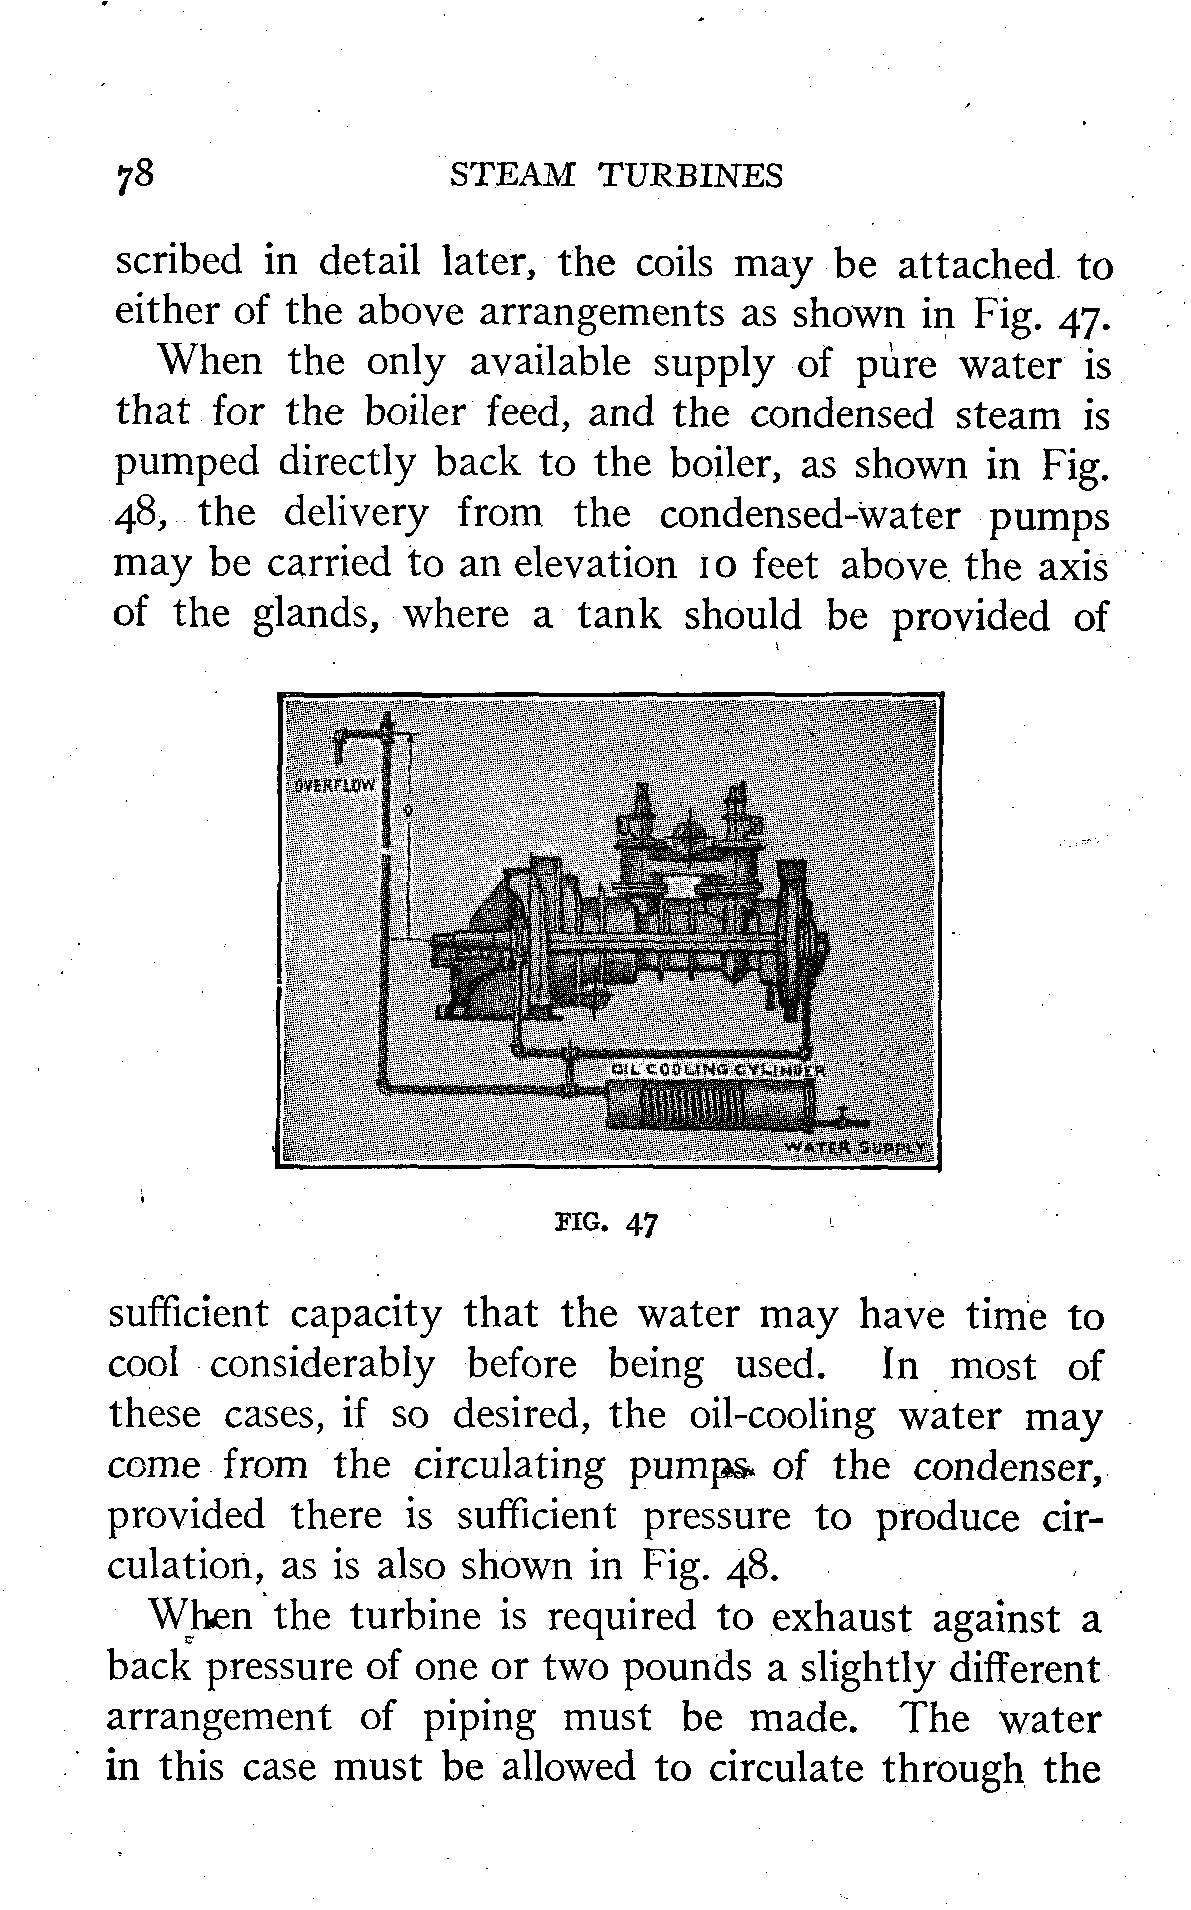 78 STEAM TURBINES
scribed in detail later, the coils may be attached to
either of the above arrangements as shown in Fig. 47.
When the only available supply of pure water is
that for the boiler feed, and the condensed steam is
pumped directly back to the boiler, as shown in Fig.
48, the delivery from the condensed-water pumps
may be carried to an elevation 10 feet above the axis
of the glands, where a tank should be provided of
OVERFLOW
OIL COOLING CYLINDER
WATER SUPPLY
FIG. 47
sufficient capacity that the water may have time to
cool considerably before being used. In most of
these cases, if so desired, the oil-cooling water may
come from the circulating pumps of the condenser,
provided there is sufficient pressure to produce cir-
culation, as is also shown in Fig. 48.
When the turbine is required to exhaust against a
back pressure of one or two pounds a slightly different
arrangement of piping must be made. The water
in this case must be allowed to circulate through the